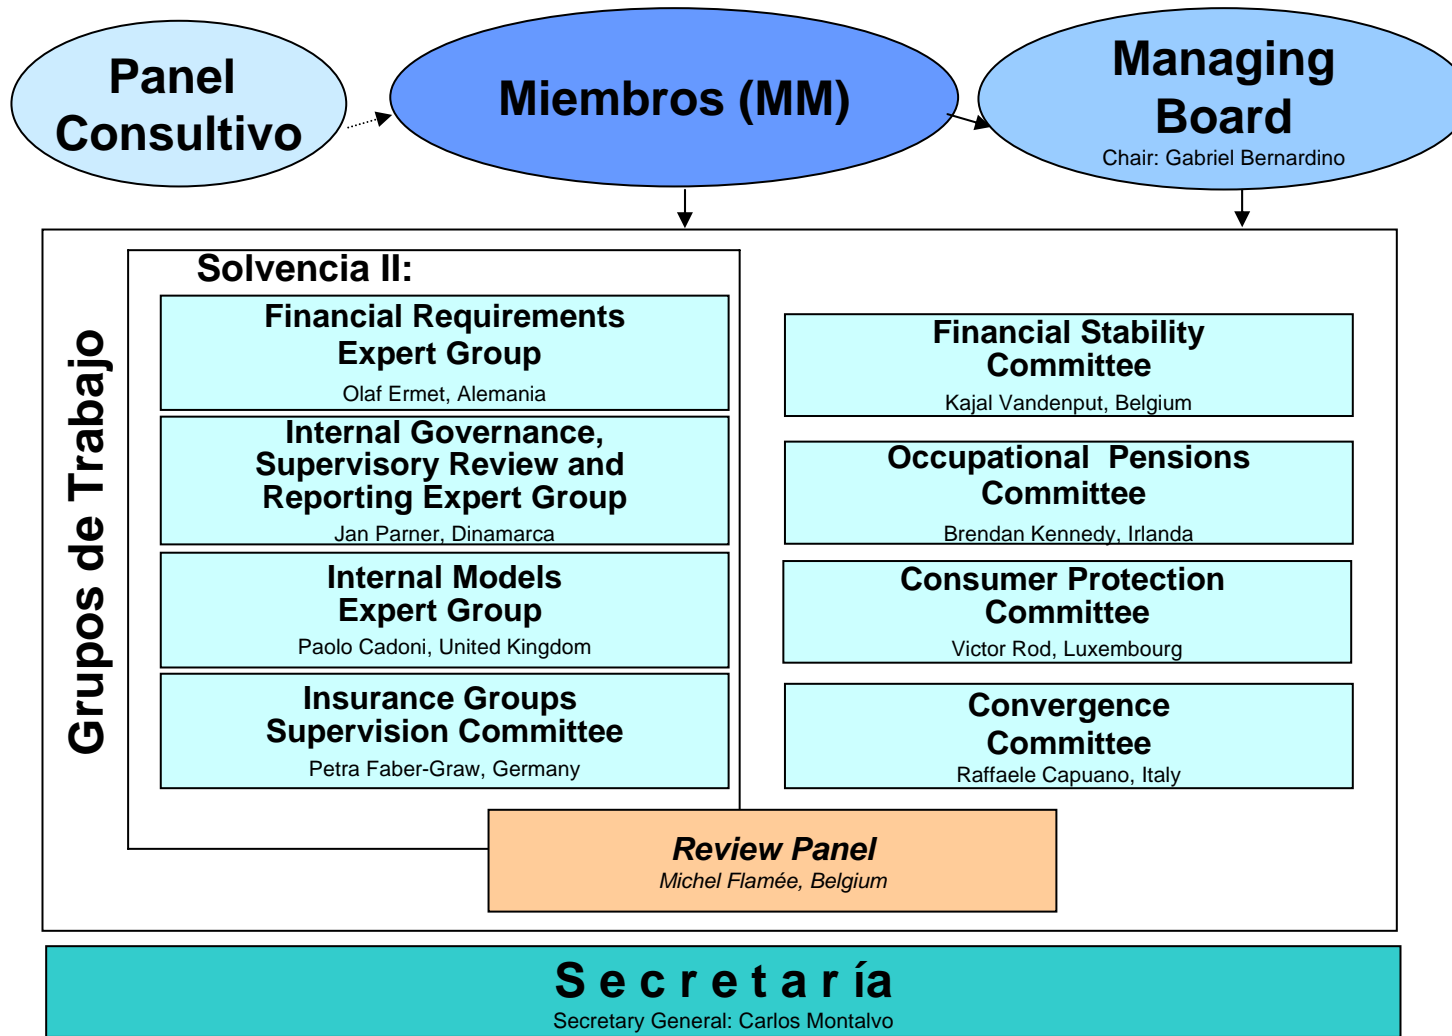 Panel
Consultivo
Miembros (MM)
Managing
Board
Chair: Gabriel Bernardino
Grupos de Trabajo
Solvencia II:
Financial Requirements
Expert Group
Olaf Ermet, Alemania
Internal Governance,
Supervisory Review and
Reporting Expert Group
Jan Parner, Dinamarca
Internal Models
Expert Group
Paolo Cadoni, United Kingdom
Insurance Groups
Supervision Committee
Petra Faber-Graw, Germany
Financial Stability
Committee
Kajal Vandenput, Belgium
Occupational Pensions
Committee
Brendan Kennedy, Irlanda
Consumer Protection
Committee
Victor Rod, Luxembourg
Convergence
Committee
Raffaele Capuano, Italy
Review Panel
Michel Flamée, Belgium
S e c r e t a r ía
Secretary General: Carlos Montalvo